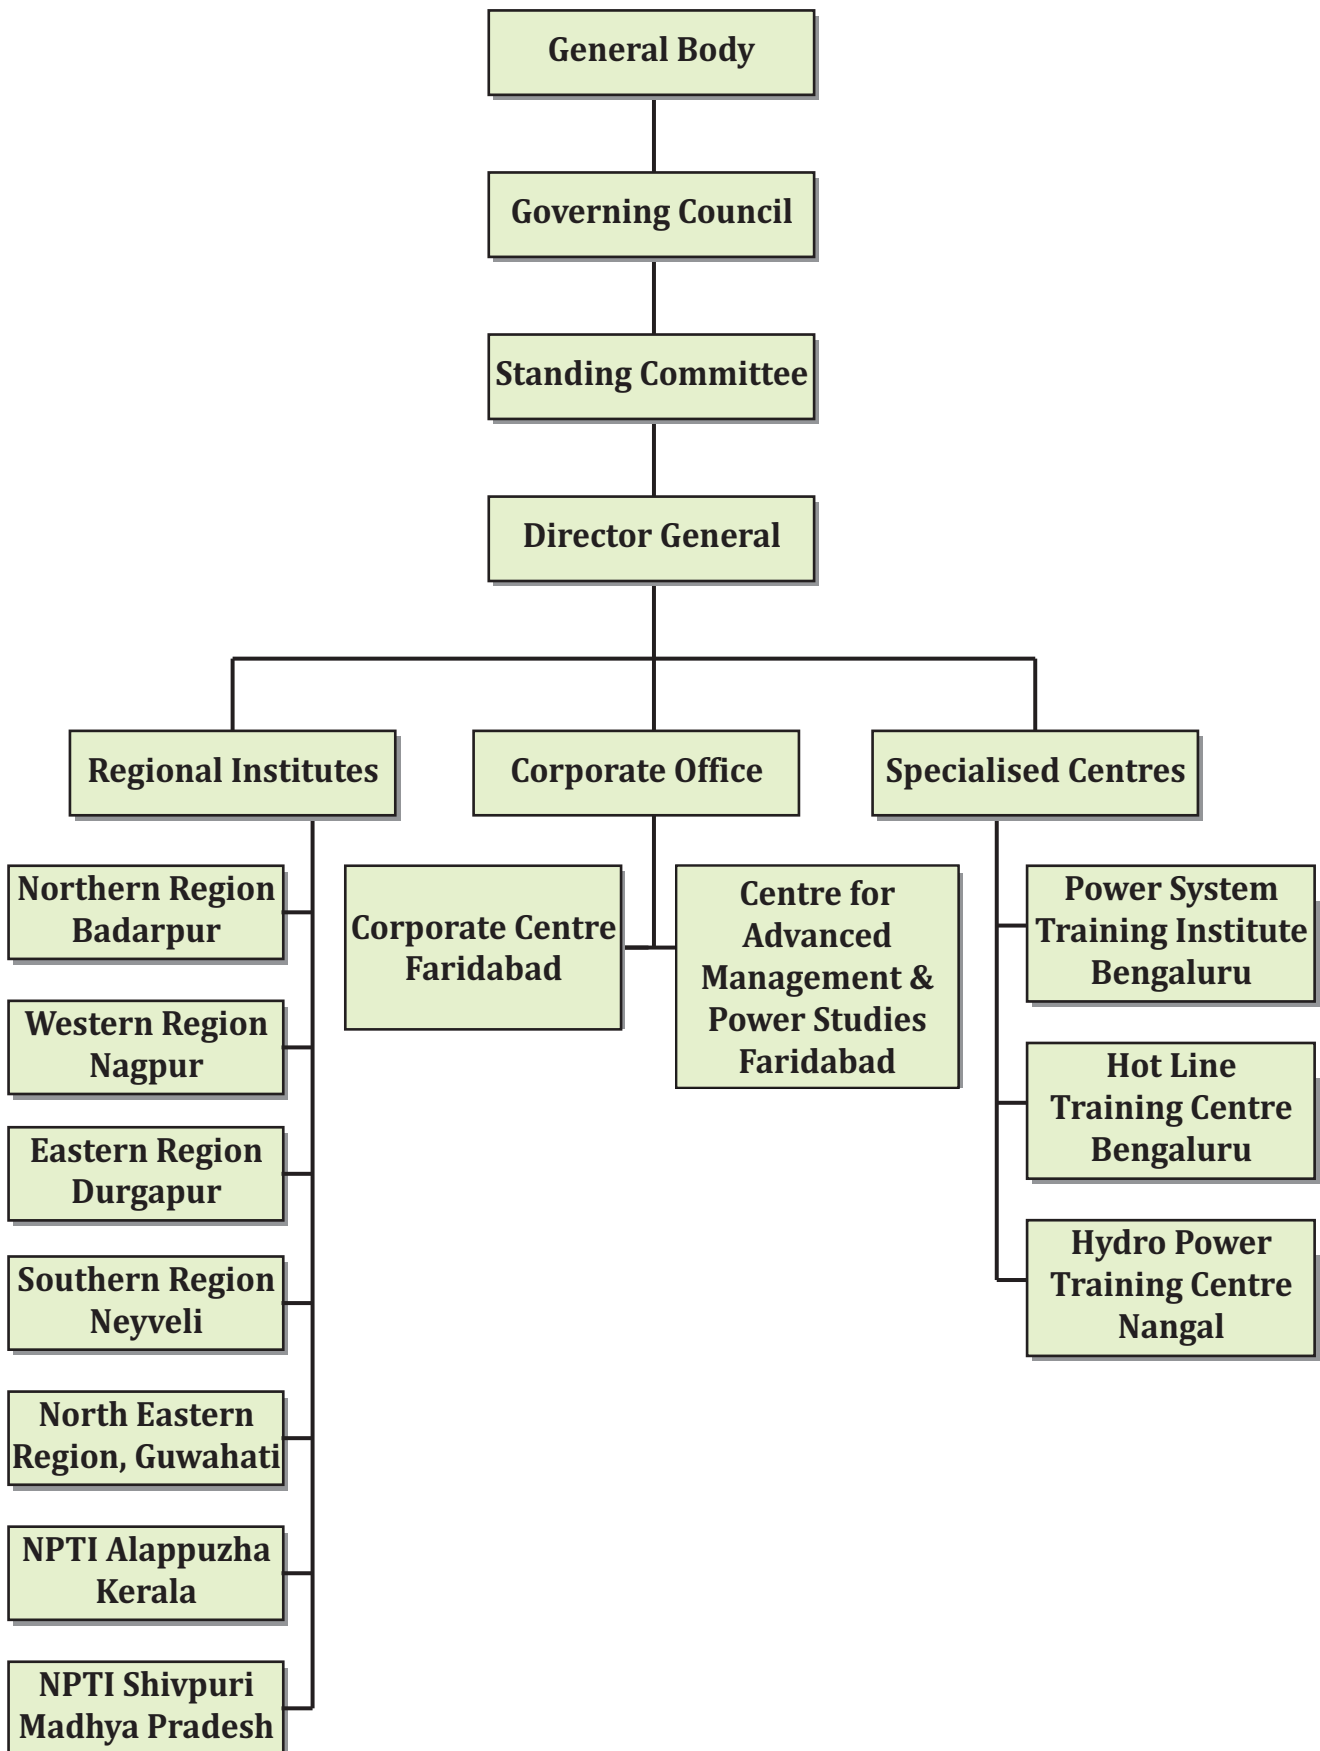 General Body
Governing Council
Standing Committee
Director General
Regional Institutes
Corporate Office
Specialised Centres
Northern Region
Badarpur
Western Region
Nagpur
Eastern Region
Durgapur
Southern Region
Neyveli
North Eastern
Region, Guwahati
NPTI Alappuzha
Kerala
NPTI Shivpuri
Madhya Pradesh
Corporate Centre
Faridabad
Centre for
Advanced
Management &
Power Studies
Faridabad
Power System
Training Institute
Bengaluru
Hot Line
Training Centre
Bengaluru
Hydro Power
Training Centre
Nangal